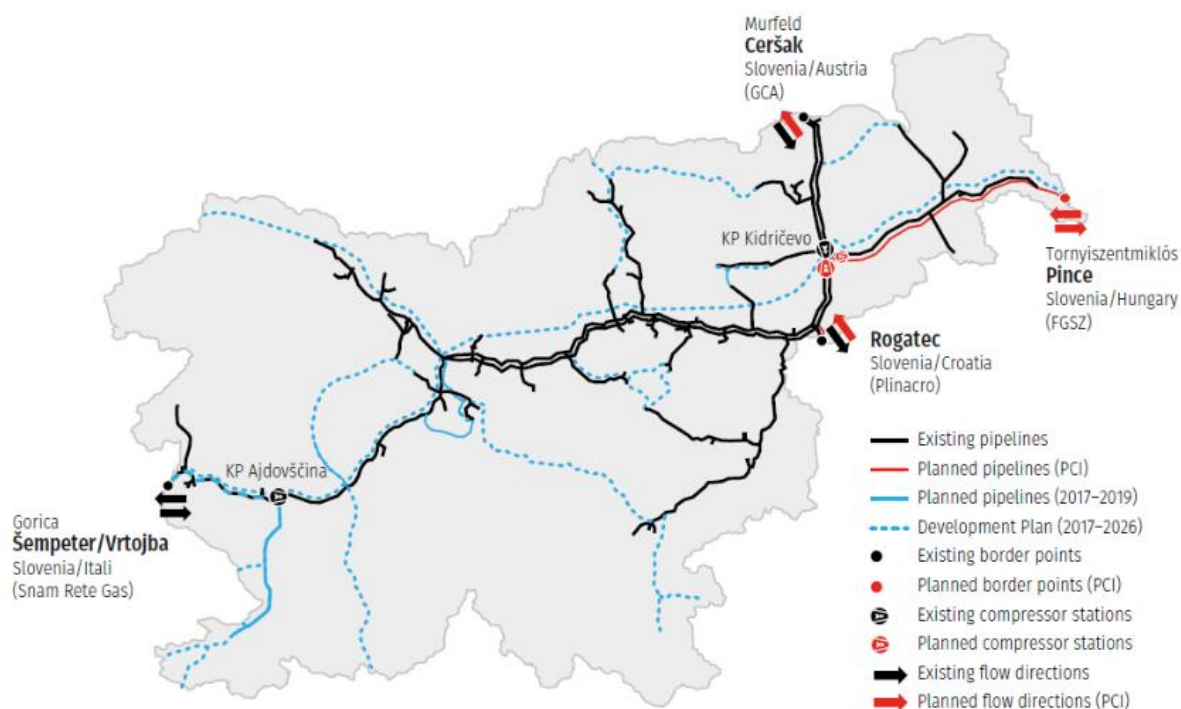 Murfeld
Ceršak
Slovenia/Austria
(GCA)
KP Kidričevo
Tornyiszentmiklós
Pince
Slovenia/Hungary
(FGSZ)
Rogatec
Slovenia/Croatia
(Plinacro)
KP Ajdovščina
Gorica
Šempeter/Vrtojba
Slovenia/Itali
(Snam Rete Gas)
Existing pipelines
Planned pipelines (PCI)
Planned pipelines (2017–2019)
Development Plan (2017–2026)
Existing border points
Planned border points (PCI)
Existing compressor stations
Planned compressor stations
Existing flow directions
Planned flow directions (PCI)